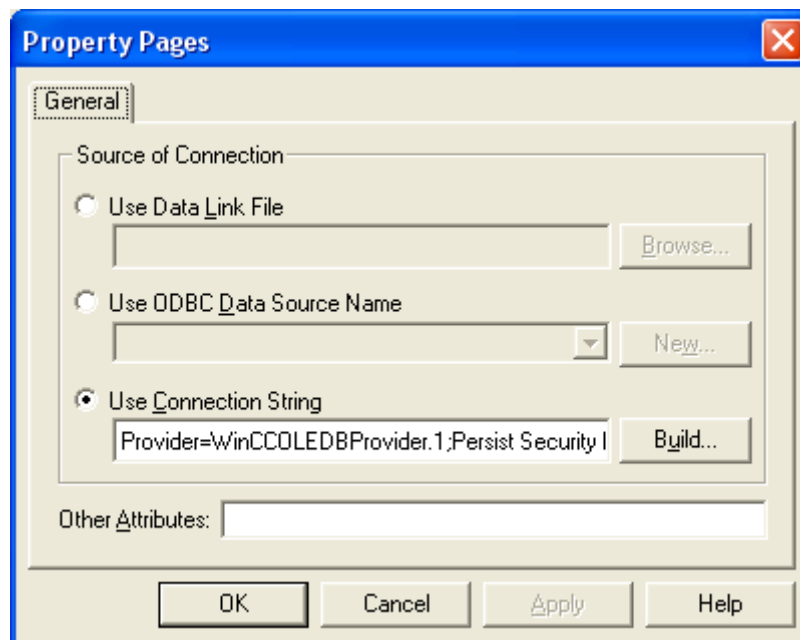 Property Pages
General
Source of Connection
Use Data Link File
Browse...
Use ODBC Data Source Name
New...
Use Connection String
Provider=WinCCOLEDBProvider.1;Persist Security I
Build...
Other Attributes:
OK Cancel Apply Help